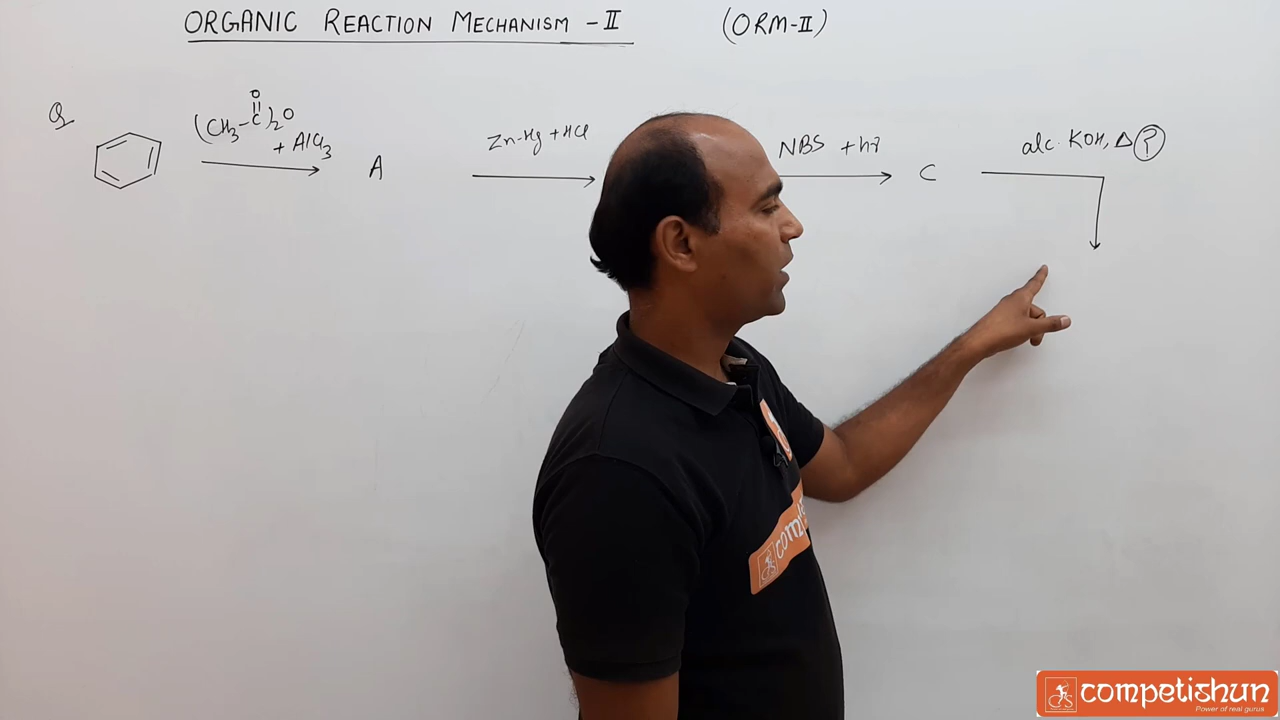 ORGANIC REACTION MECHANISM - II (ORM-II)
Q (CH3-C)2O + AlCl3 A Zn-Hg + HCl NBS + hν C alc. KOH, Δ ?
O
competishun
Power of real gurus